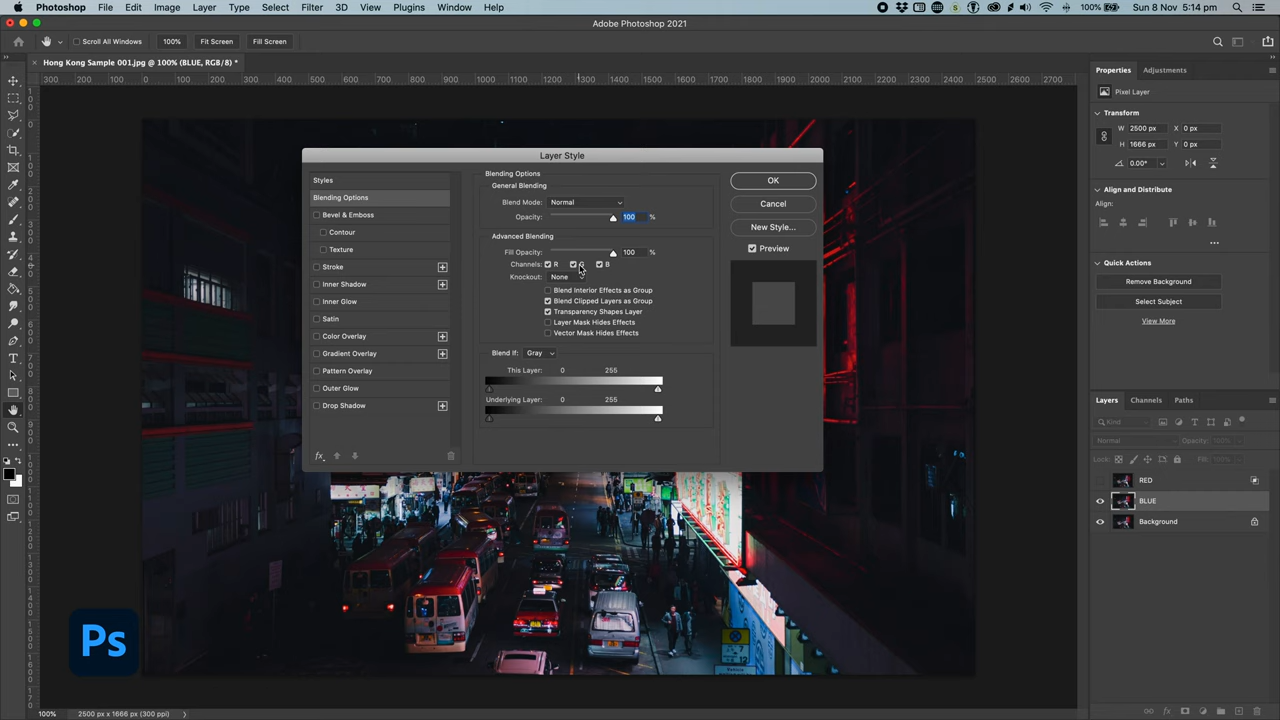 Photoshop File Edit Image Layer Type Select Filter 3D View Plugins Window Help 100% Sun 8 Nov 5:14 pm
Adobe Photoshop 2021
Scroll All Windows 100% Fit Screen Fill Screen
Hong Kong Sample 001.jpg @ 100% (BLUE, RGB/8) *
Properties Adjustments
Pixel Layer
Transform
W 2500 px X 0 px
H 1666 px Y 0 px
0.00°
Align and Distribute
Align:
Quick Actions
Remove Background
Select Subject
View More
Layer Style
Styles
Blending Options
Bevel & Emboss
Contour
Texture
Stroke
Inner Shadow
Inner Glow
Satin
Color Overlay
Gradient Overlay
Pattern Overlay
Outer Glow
Drop Shadow
fx
Blending Options
General Blending
Blend Mode: Normal
Opacity: 100 %
Advanced Blending
Fill Opacity: 100 %
Channels: R G B
Knockout: None
Blend Interior Effects as Group
Blend Clipped Layers as Group
Transparency Shapes Layer
Layer Mask Hides Effects
Vector Mask Hides Effects
Blend If: Gray
This Layer: 0 255
Underlying Layer: 0 255
OK
Cancel
New Style...
Preview
Layers Channels Paths
Kind
Normal Opacity: 100%
Lock: Fill: 100%
RED
BLUE
Background
Ps
100% 2500 px x 1666 px (300 ppi)